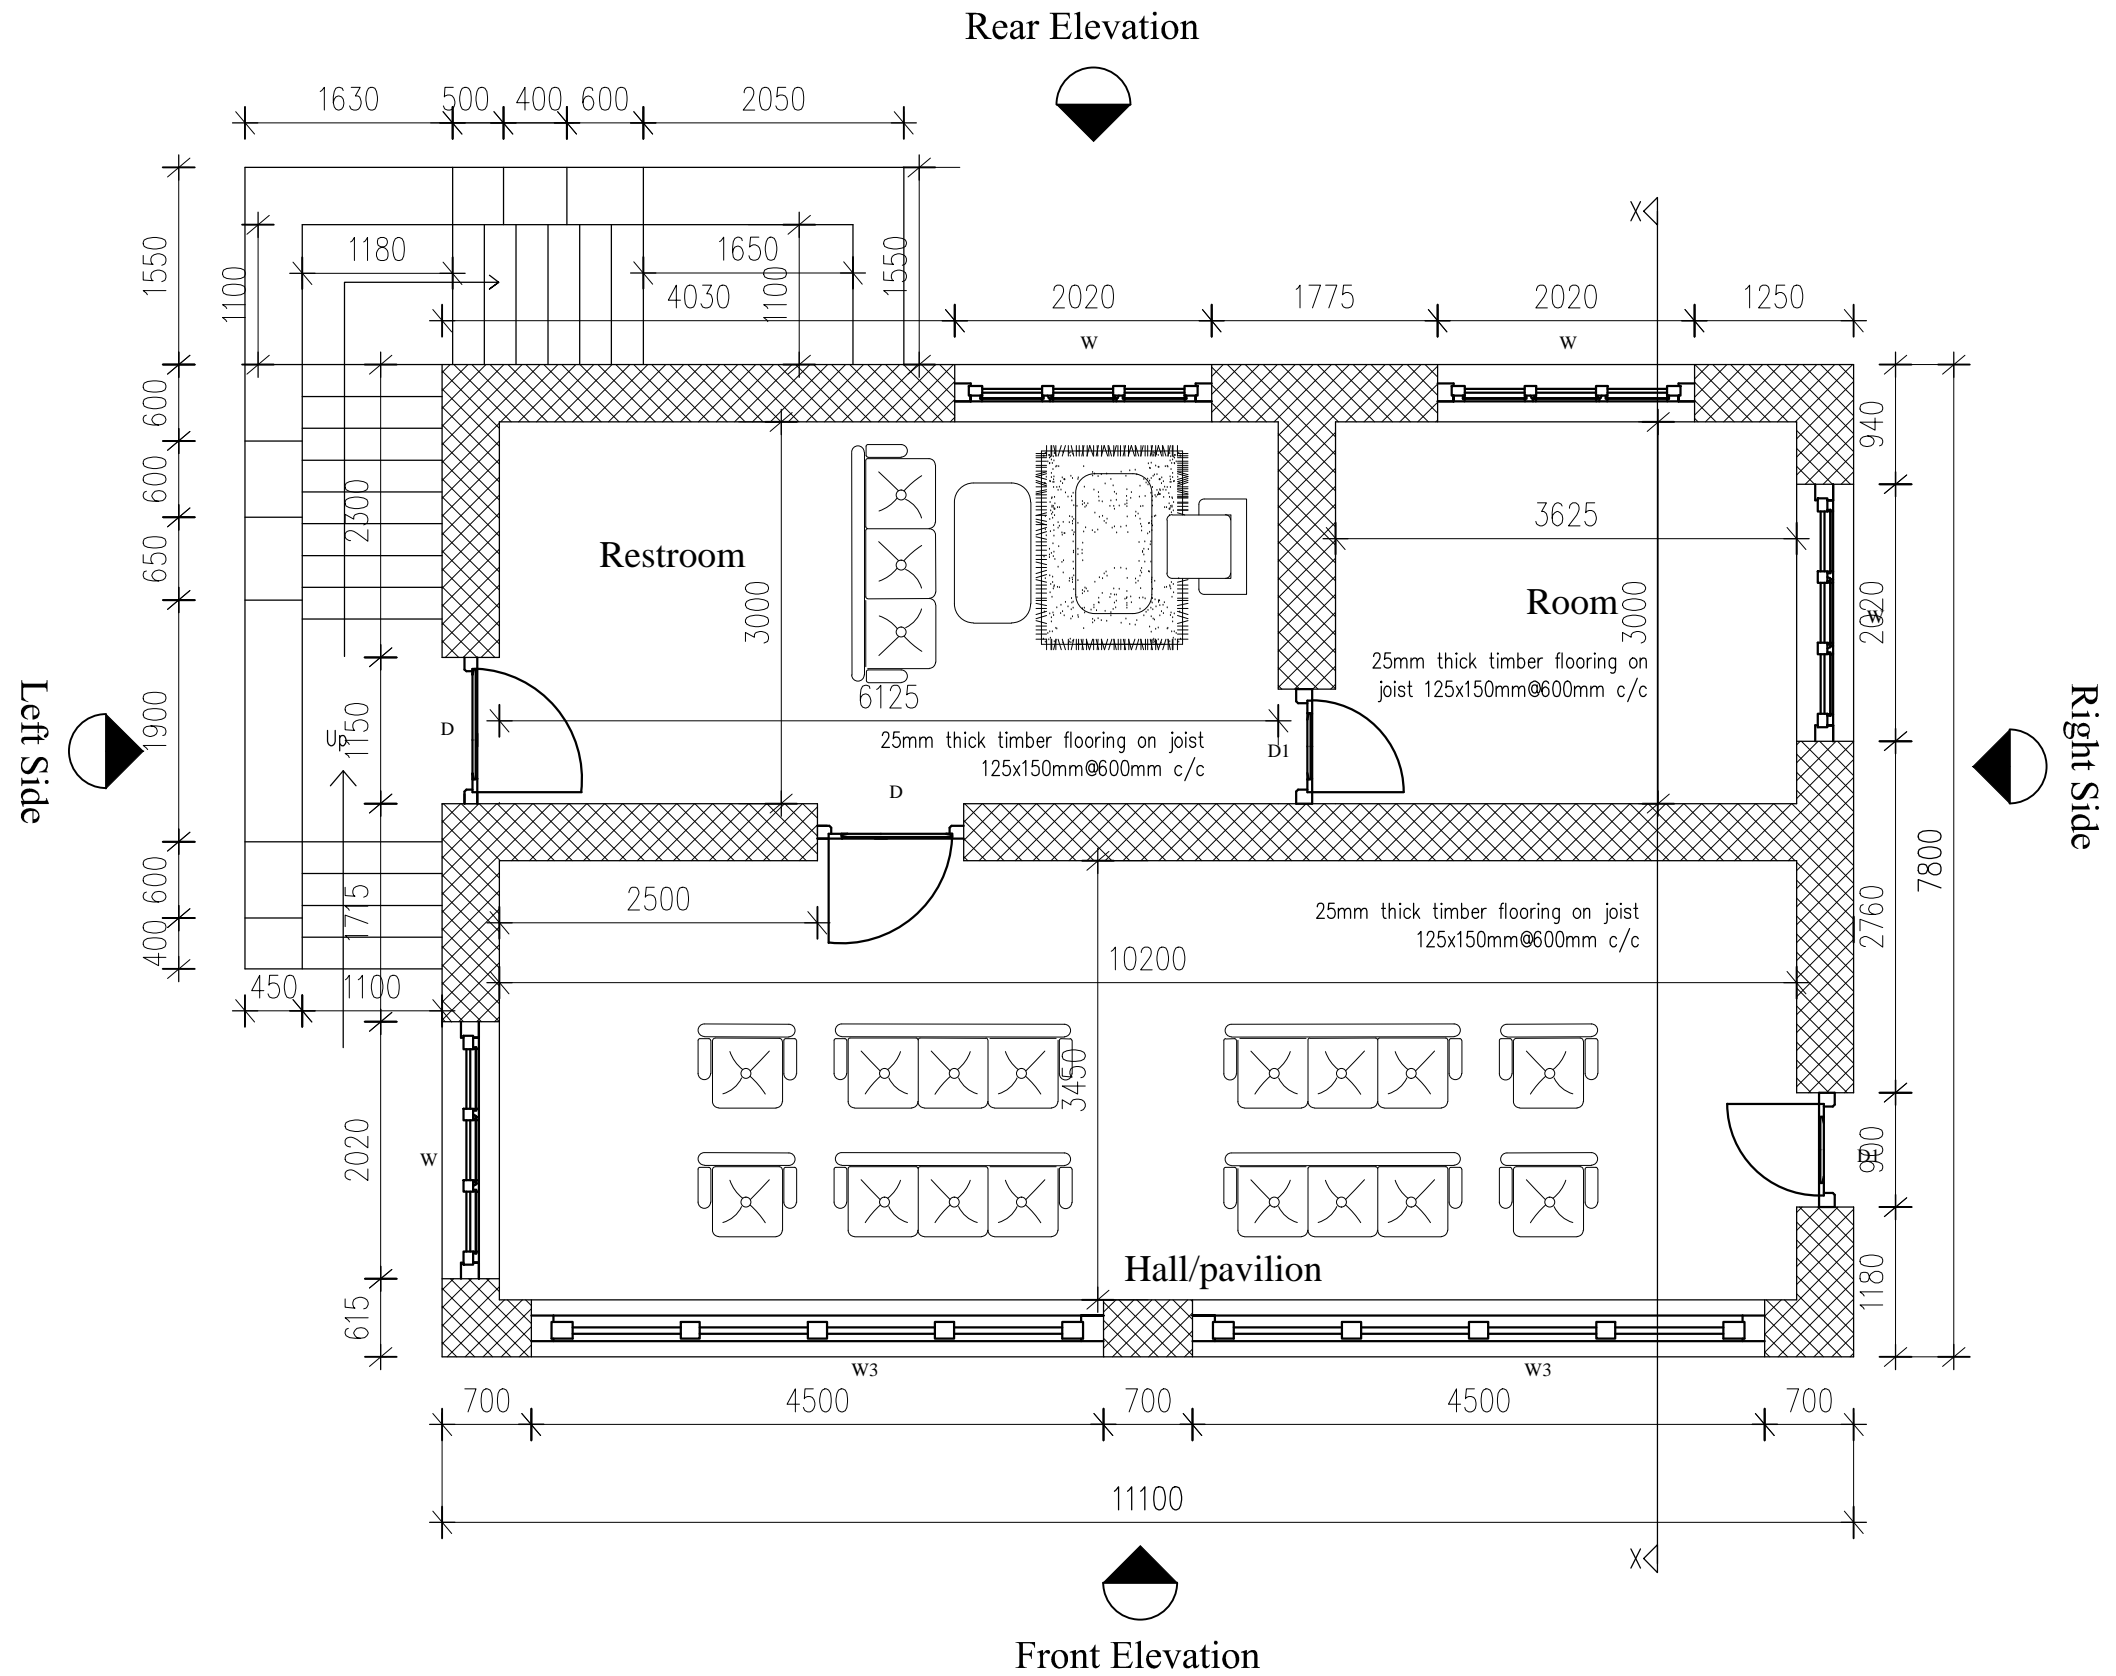 Rear Elevation
1630 500 400 600 2050
1550
1100
1180
1650
1100
1550
4030 2020 1775 2020 1250
W
W
X
600
600
650
1900
600
400
2300
1150
1715
2020
615
Up
450 1100
940
2020
W
2760
900
D1
1180
7800
Restroom
3000
6125
25mm thick timber flooring on joist
125x150mm@600mm c/c
3625
Room
3000
25mm thick timber flooring on
joist 125x150mm@600mm c/c
D
D1
D
Left Side
Right Side
2500
25mm thick timber flooring on joist
125x150mm@600mm c/c
10200
3450
W
Hall/pavilion
W3
W3
700 4500 700 4500 700
11100
X
Front Elevation